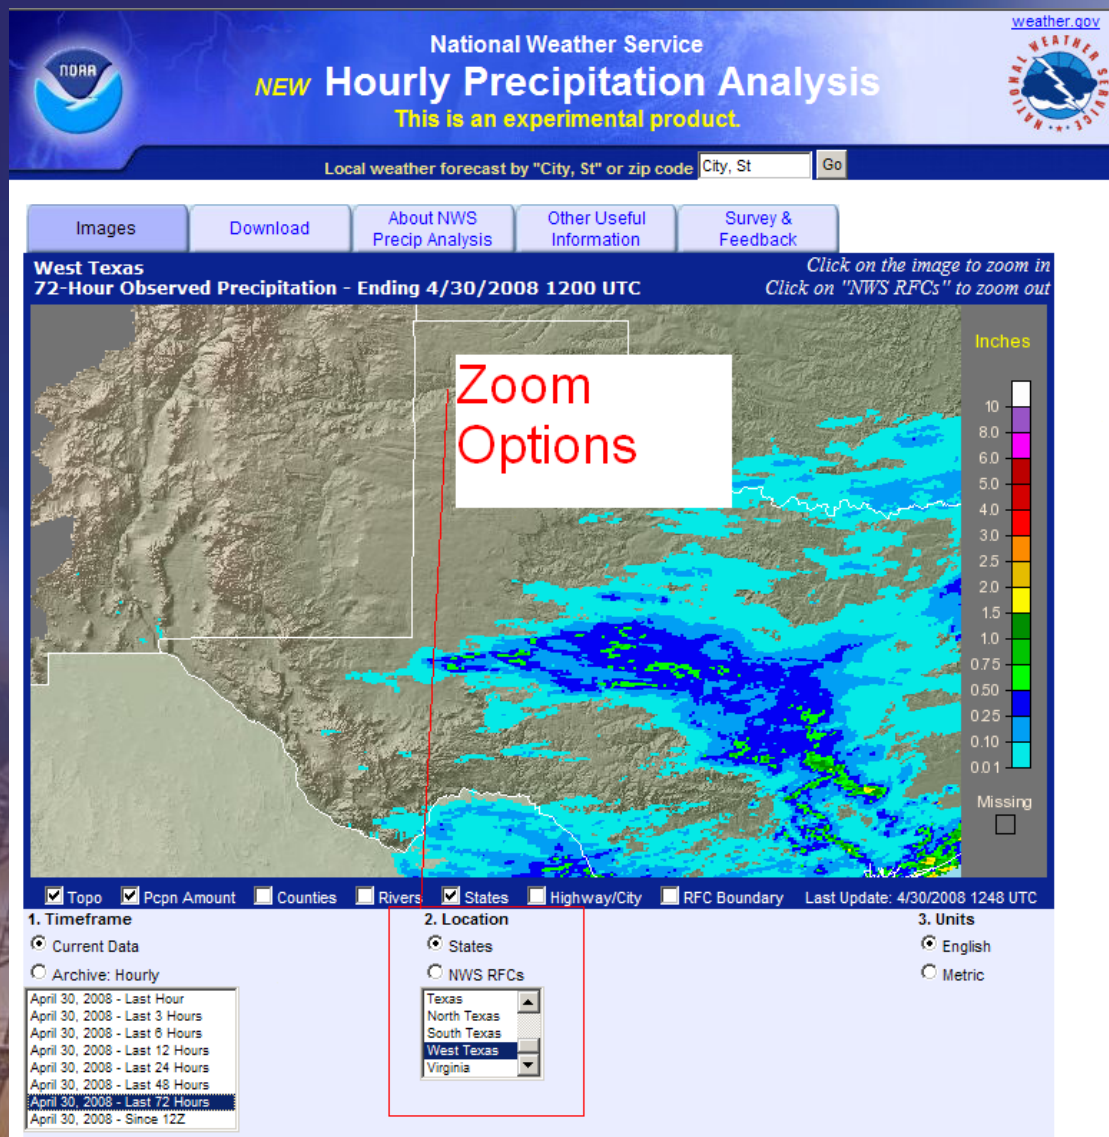 weather.gov
NOAA
NATIONAL WEATHER SERVICE
National Weather Service
NEW Hourly Precipitation Analysis
This is an experimental product.
Local weather forecast by "City, St" or zip code City, St Go
Images
Download
About NWS
Precip Analysis
Other Useful
Information
Survey &
Feedback
West Texas
72-Hour Observed Precipitation - Ending 4/30/2008 1200 UTC
Click on the image to zoom in
Click on "NWS RFCs" to zoom out
Zoom
Options
Inches
10
8.0
6.0
5.0
4.0
3.0
2.5
2.0
1.5
1.0
0.75
0.50
0.25
0.10
0.01
Missing
Topo Pcpn Amount Counties Rivers States Highway/City RFC Boundary Last Update: 4/30/2008 1248 UTC
1. Timeframe
Current Data
Archive: Hourly
April 30, 2008 - Last Hour
April 30, 2008 - Last 3 Hours
April 30, 2008 - Last 6 Hours
April 30, 2008 - Last 12 Hours
April 30, 2008 - Last 24 Hours
April 30, 2008 - Last 48 Hours
April 30, 2008 - Last 72 Hours
April 30, 2008 - Since 12Z
2. Location
States
NWS RFCs
Texas
North Texas
South Texas
West Texas
Virginia
3. Units
English
Metric